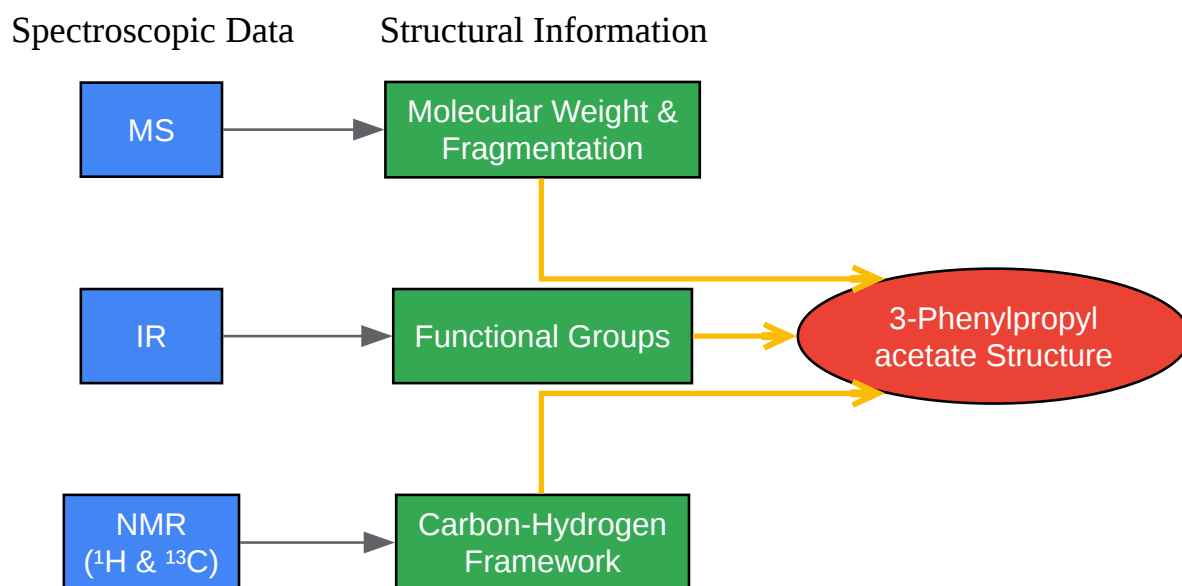 Spectroscopic Data
Structural Information
MS
Molecular Weight &
Fragmentation
IR
Functional Groups
3-Phenylpropyl
acetate Structure
NMR
(¹H & ¹³C)
Carbon-Hydrogen
Framework